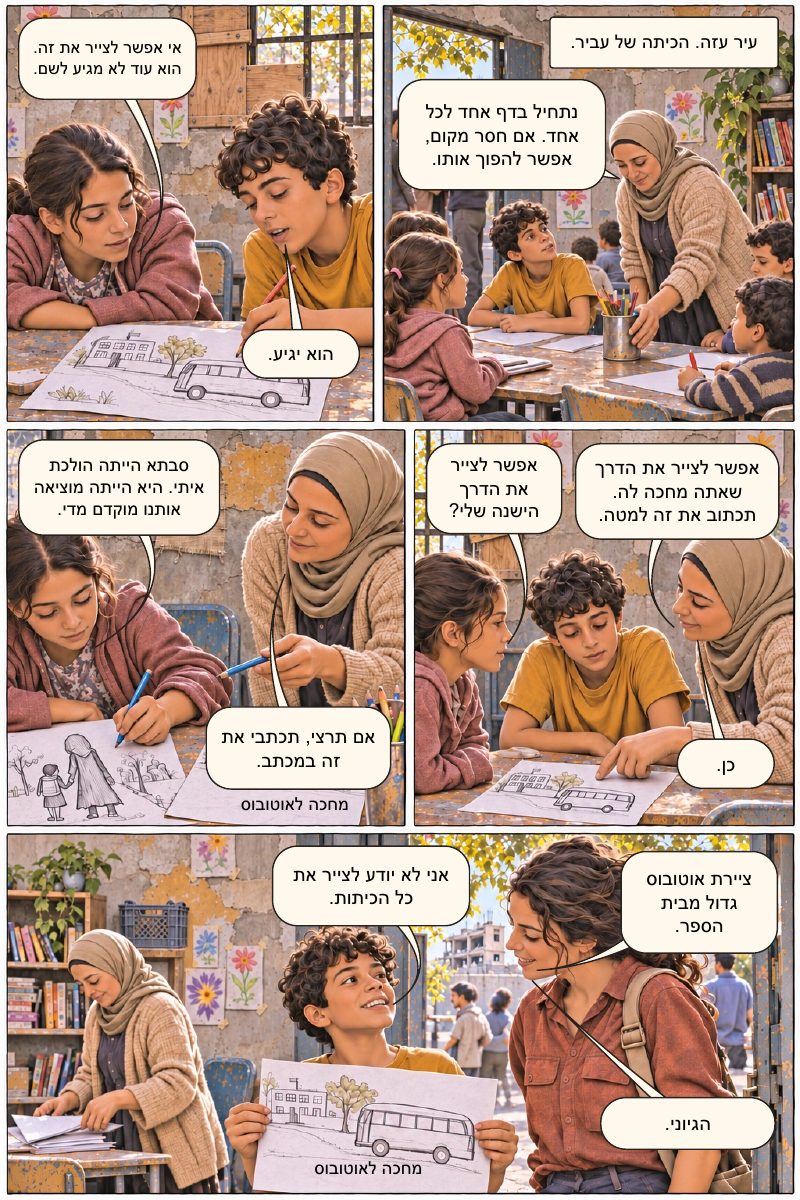 עיר עזה. הכיתה של עביר.
נתחיל בדף אחד לכל
אחד. אם חסר מקום,
אפשר להפוך אותו.
אי אפשר לצייר את זה.
הוא עוד לא מגיע לשם.
הוא יגיע.
אפשר לצייר את הדרך
שאתה מחכה לה.
תכתוב את זה למטה.
אפשר לצייר
את הדרך
הישנה שלי?
כן.
סבתא הייתה הולכת
איתי. היא הייתה מוציאה
אותנו מוקדם מדי.
אם תרצי, תכתבי את
זה במכתב.
מחכה לאוטובוס
ציירת אוטובוס
גדול מבית
הספר.
אני לא יודע לצייר את
כל הכיתות.
הגיוני.
מחכה לאוטובוס